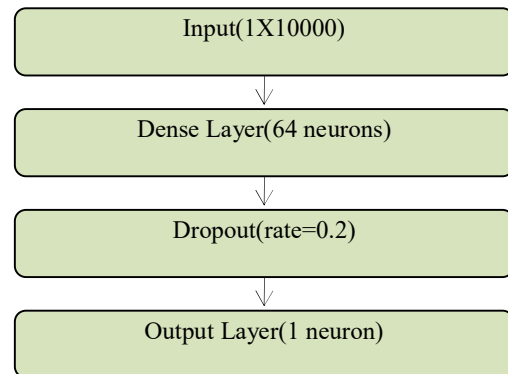 Input(1X10000)
Dense Layer(64 neurons)
Dropout(rate=0.2)
Output Layer(1 neuron)